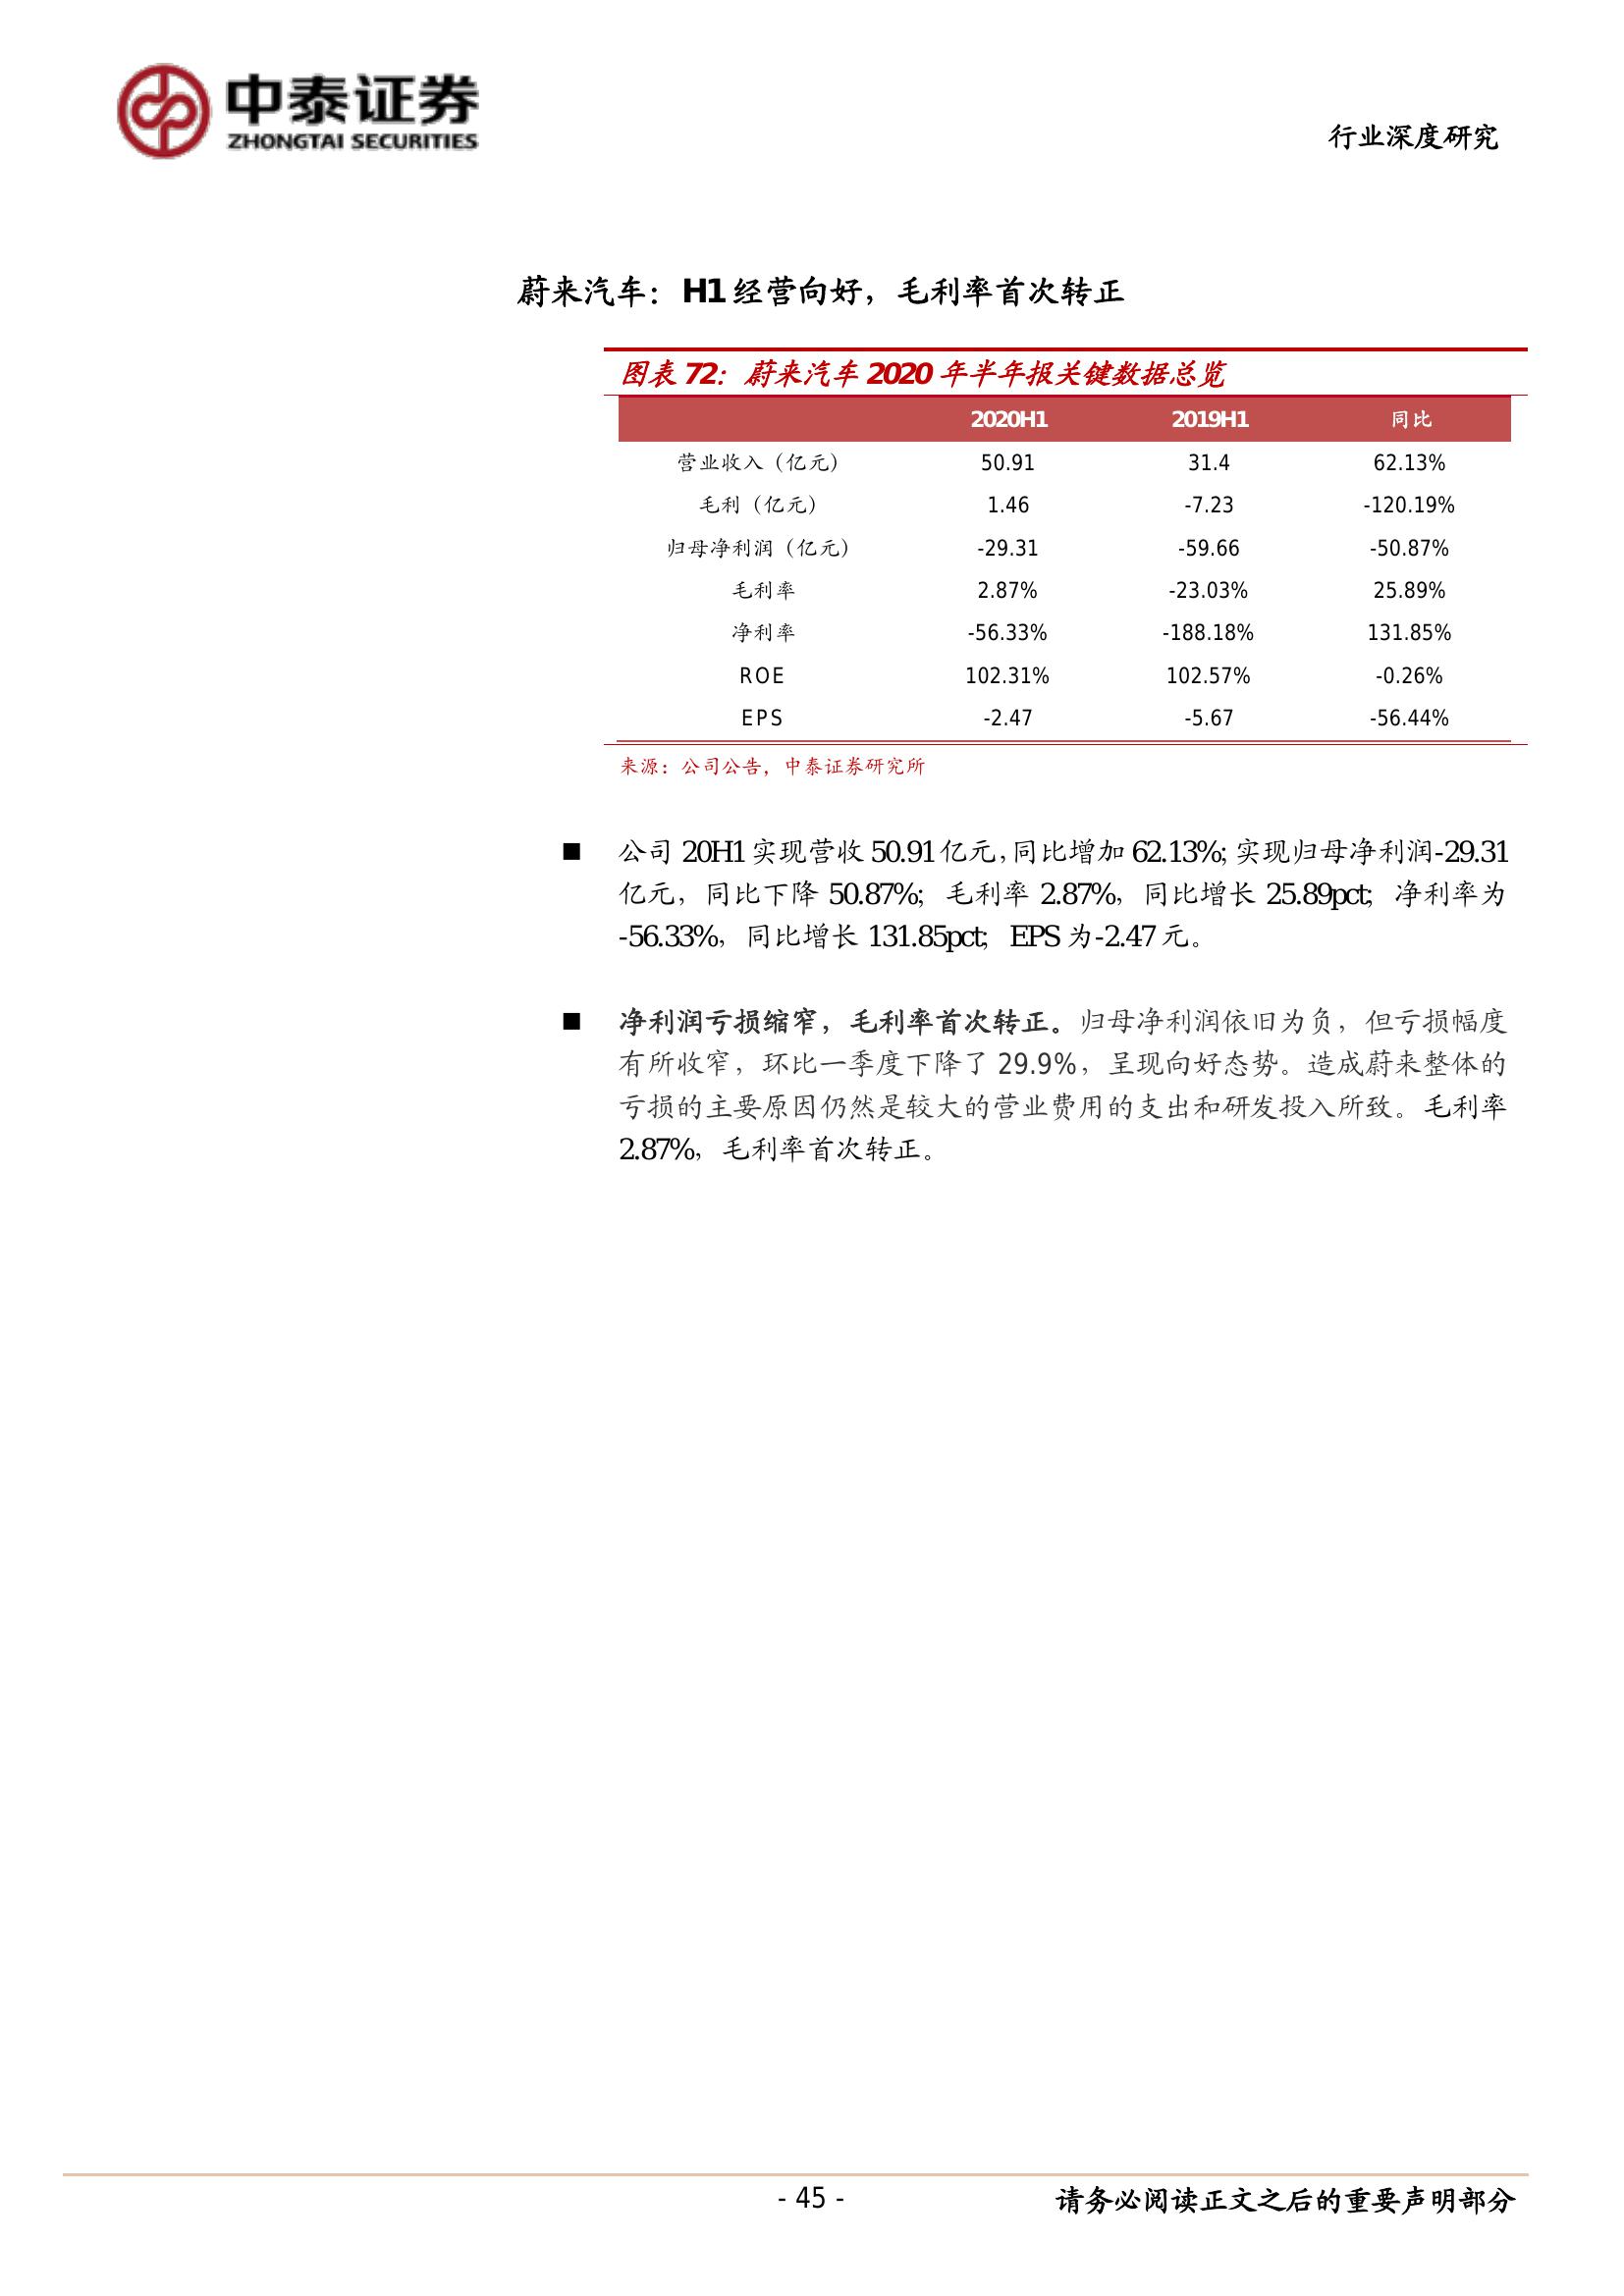 中泰证券
ZHONGTAI SECURITIES
行业深度研究
蔚来汽车：H1 经营向好，毛利率首次转正
图表 72：蔚来汽车 2020 年半年报关键数据总览
2020H1 2019H1 同比
营业收入（亿元） 50.91 31.4 62.13%
毛利（亿元） 1.46 -7.23 -120.19%
归母净利润（亿元） -29.31 -59.66 -50.87%
毛利率 2.87% -23.03% 25.89%
净利率 -56.33% -188.18% 131.85%
ROE 102.31% 102.57% -0.26%
EPS -2.47 -5.67 -56.44%
来源：公司公告，中泰证券研究所
■ 公司 20H1 实现营收 50.91 亿元，同比增加 62.13%；实现归母净利润-29.31
亿元，同比下降 50.87%；毛利率 2.87%，同比增长 25.89pct；净利率为
-56.33%，同比增长 131.85pct；EPS 为-2.47 元。
■ 净利润亏损缩窄，毛利率首次转正。归母净利润依旧为负，但亏损幅度
有所收窄，环比一季度下降了 29.9%，呈现向好态势。造成蔚来整体的
亏损的主要原因仍然是较大的营业费用的支出和研发投入所致。毛利率
2.87%，毛利率首次转正。
- 45 -
请务必阅读正文之后的重要声明部分